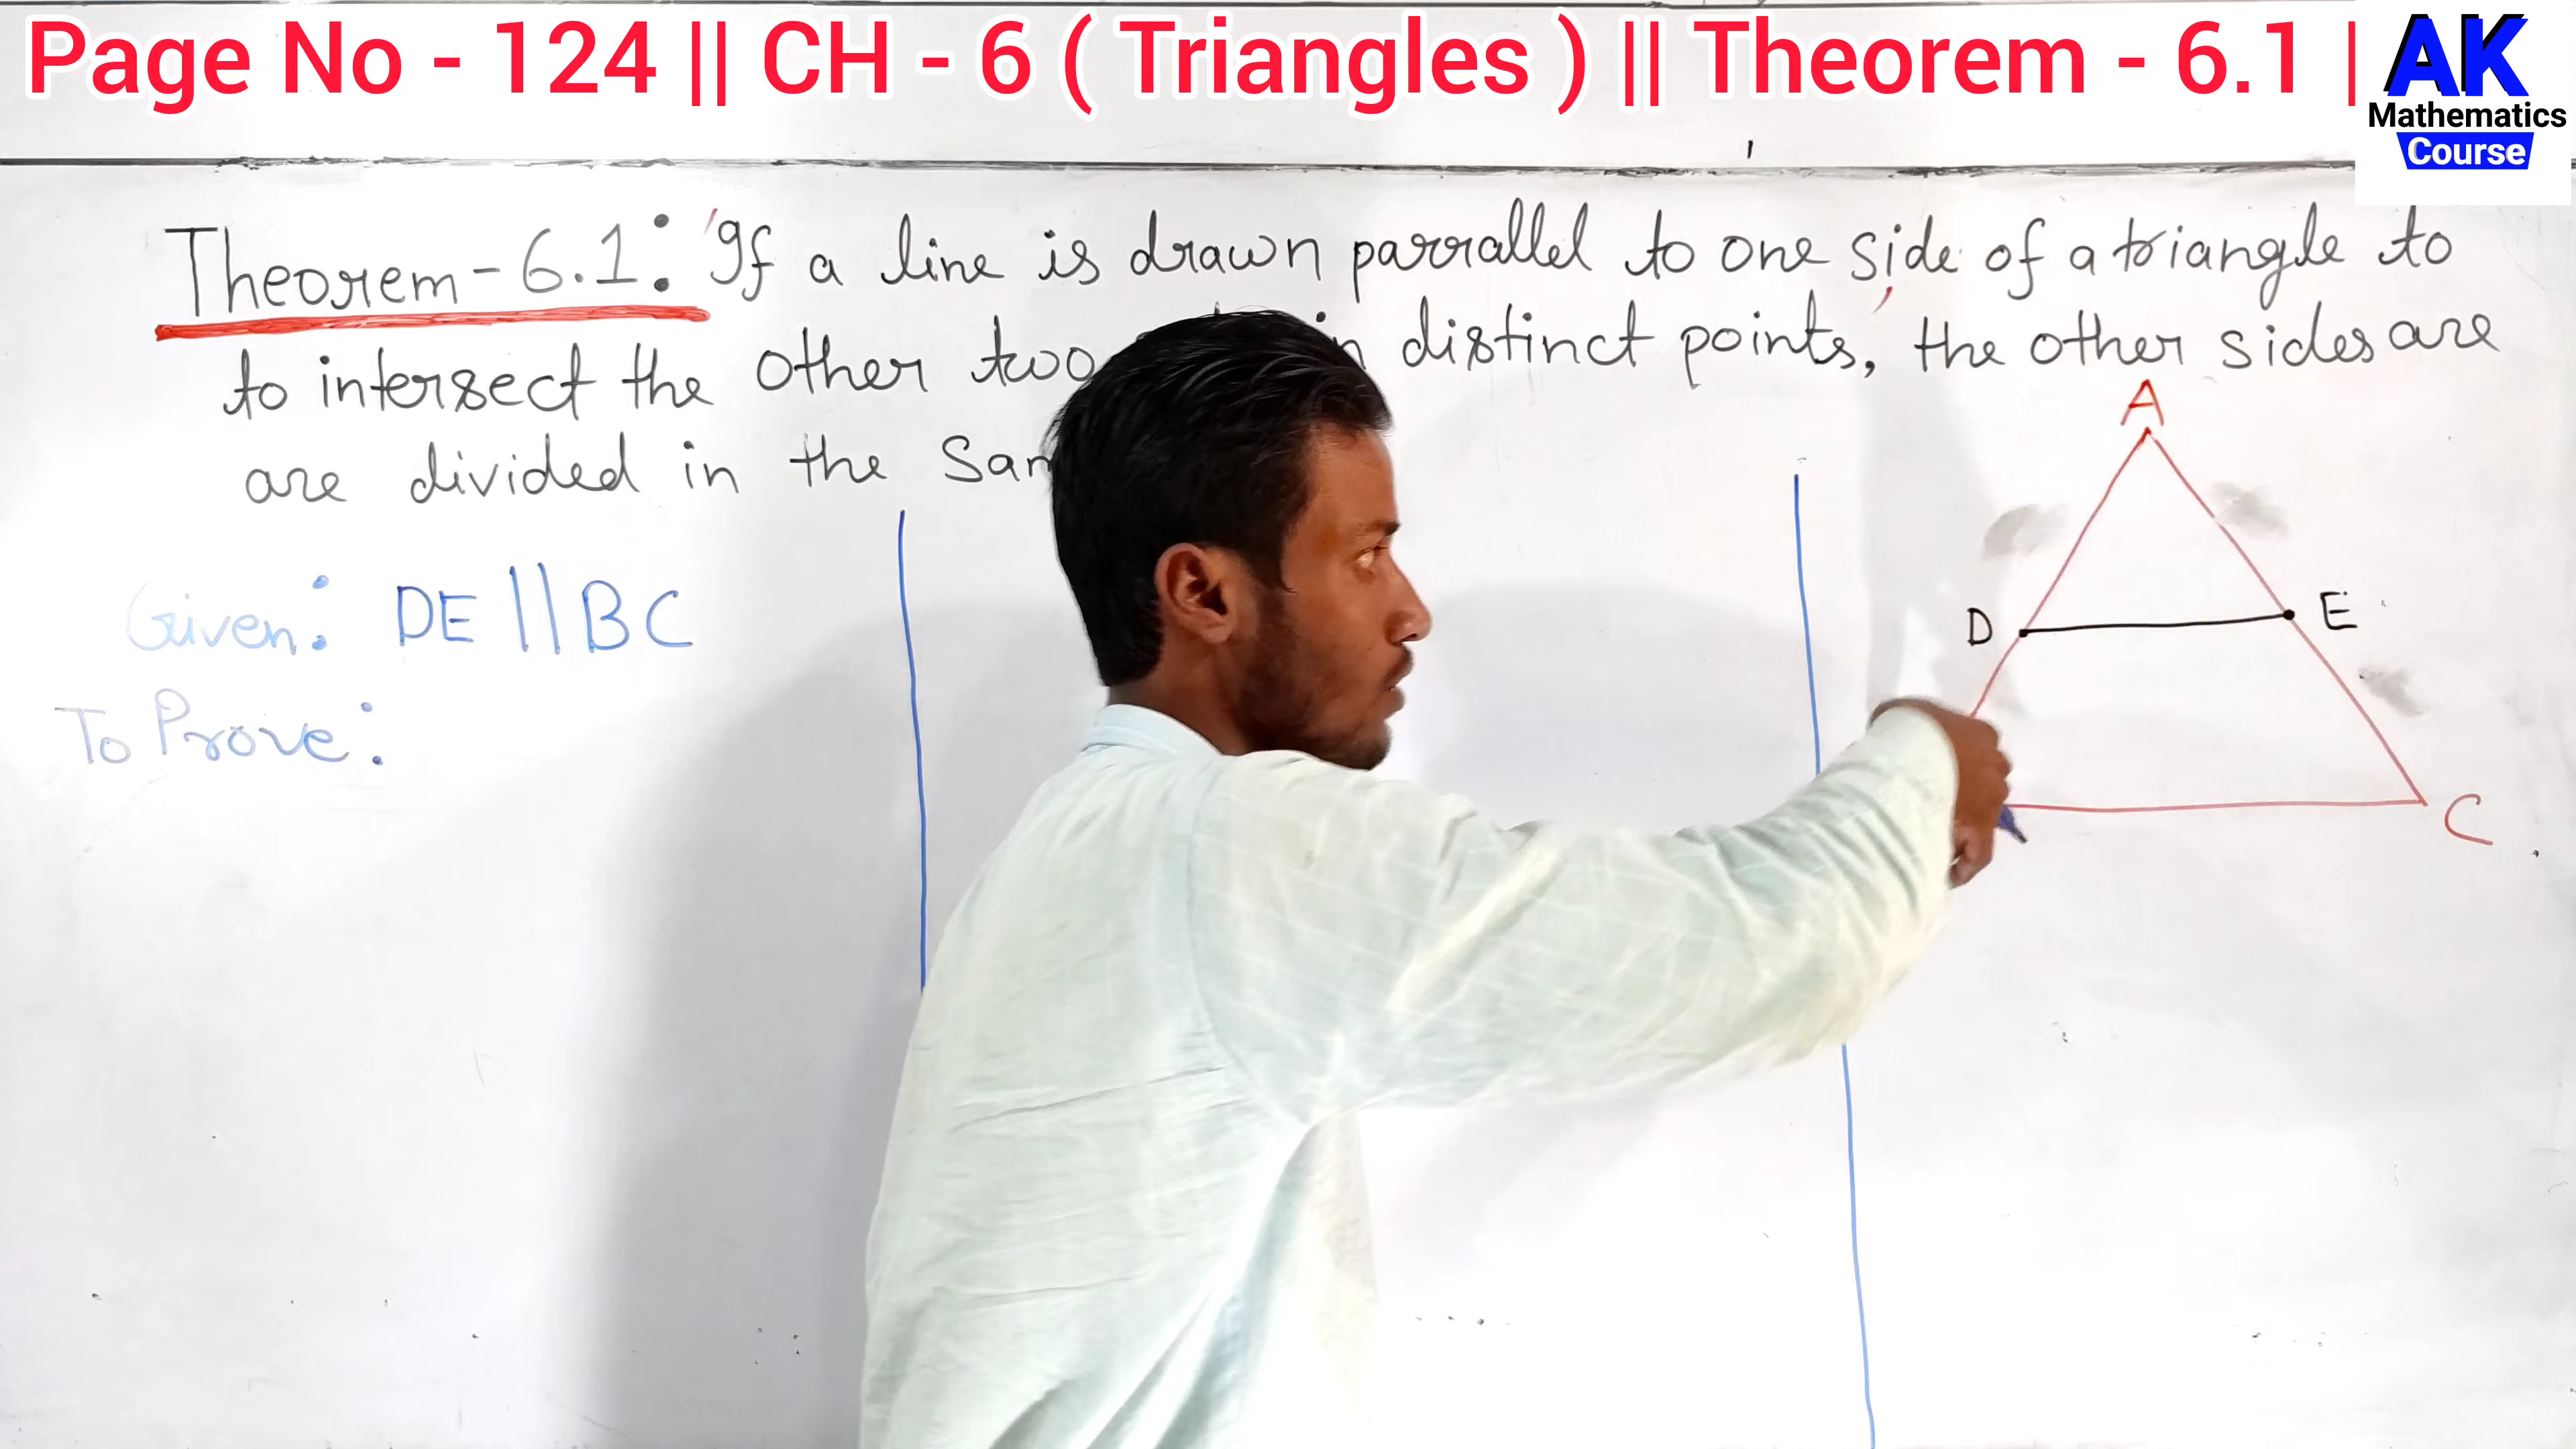 Page No - 124 || CH - 6 ( Triangles ) || Theorem - 6.1 |
AK
Mathematics
Course
Theorem-6.1: If a line is drawn parrallel to one side of a triangle to
to intersect the other two in distinct points, the other sides are
are divided in the
Given: DE || BC
To Prove:
A
D
E
C